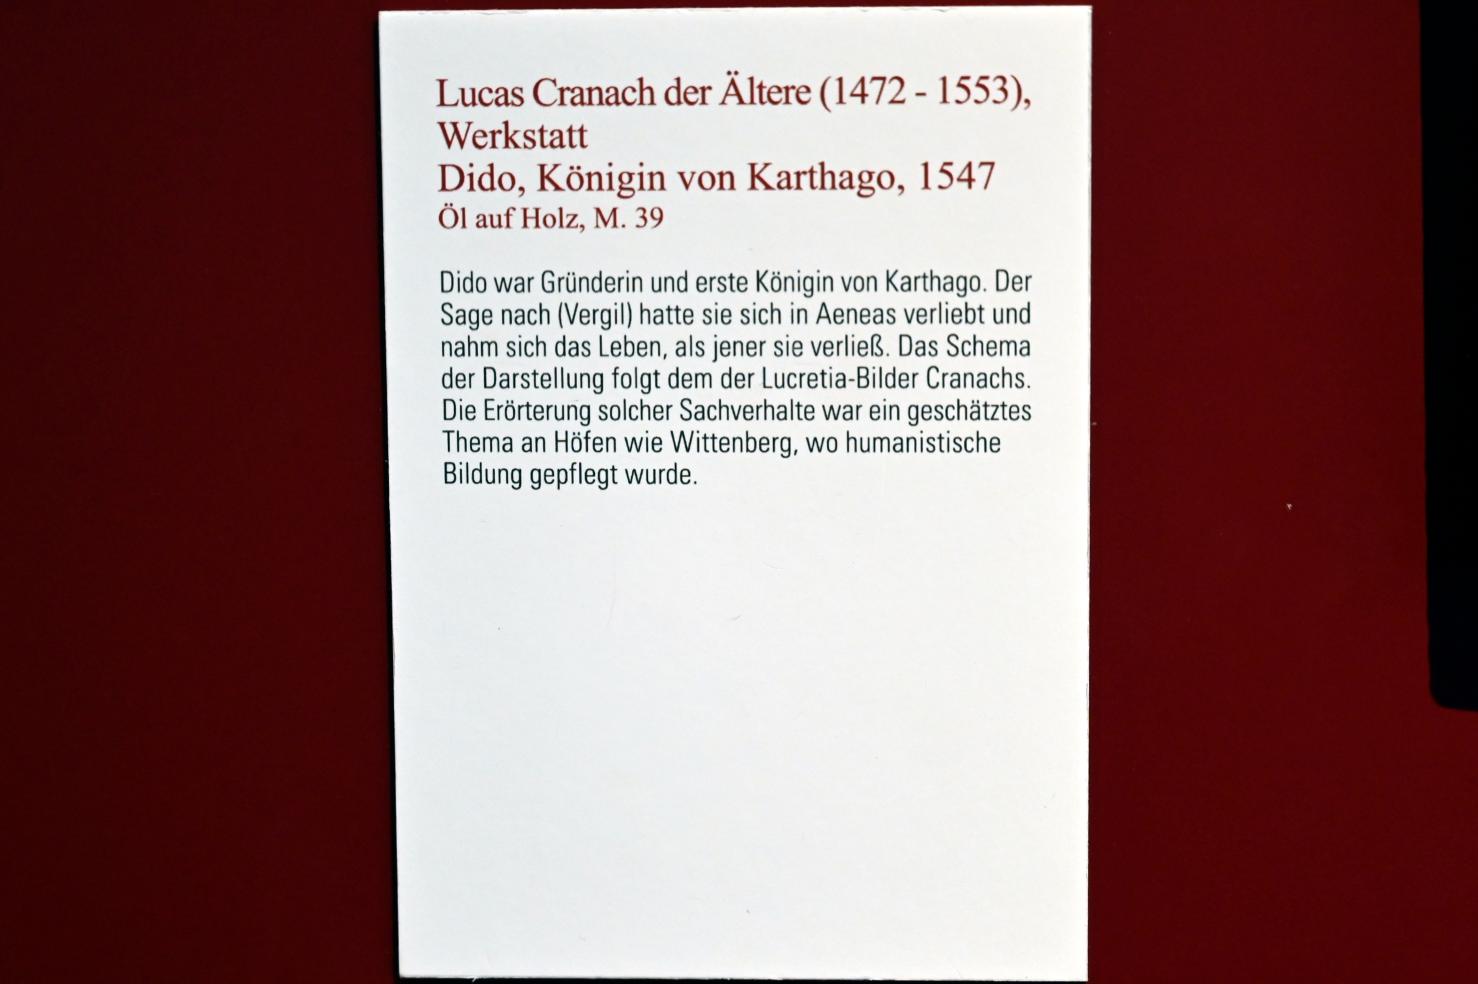 Lucas Cranach der Ältere (1472 - 1553),
Werkstatt
Dido, Königin von Karthago, 1547
Öl auf Holz, M. 39
Dido war Gründerin und erste Königin von Karthago. Der
Sage nach (Vergil) hatte sie sich in Aeneas verliebt und
nahm sich das Leben, als jener sie verließ. Das Schema
der Darstellung folgt dem der Lucretia-Bilder Cranachs.
Die Erörterung solcher Sachverhalte war ein geschätztes
Thema an Höfen wie Wittenberg, wo humanistische
Bildung gepflegt wurde.